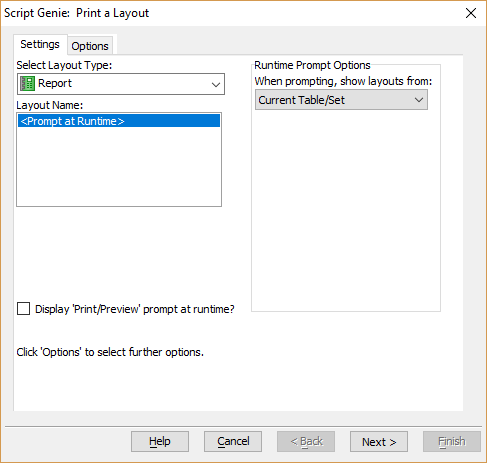 Script Genie: Print a Layout
Settings
Options
Select Layout Type:
Report
Layout Name:
<Prompt at Runtime>
Runtime Prompt Options
When prompting, show layouts from:
Current Table/Set
Display 'Print/Preview' prompt at runtime?
Click 'Options' to select further options.
Help
Cancel
< Back
Next >
Finish